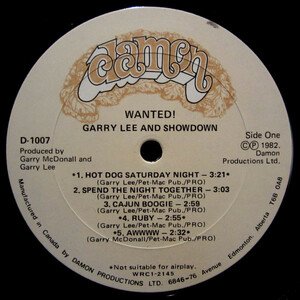 damon
WANTED!
GARRY LEE AND SHOWDOWN
D-1007
Produced by
Garry McDonall and
Garry Lee
Side One
©℗ 1982.
Damon
Productions Ltd.
*1. HOT DOG SATURDAY NIGHT - 3:21*
(Garry Lee/Pet-Mac Pub./PRO)
2. SPEND THE NIGHT TOGETHER - 3:03
(Garry Lee/Pet-Mac Pub./PRO)
3. CAJUN BOOGIE - 2:59
(Garry Lee/Pet-Mac Pub./PRO)
*4. RUBY - 2:55*
(Garry Lee/Pet-Mac Pub./PRO)
*5. AWWWW - 2:32*
(Garry McDonall/Pet-Mac Pub./PRO)
*Not suitable for airplay.
WRC1-2145
Manufactured in Canada by DAMON PRODUCTIONS LTD. 6846-76 Avenue Edmonton, Alberta T6B 0A8